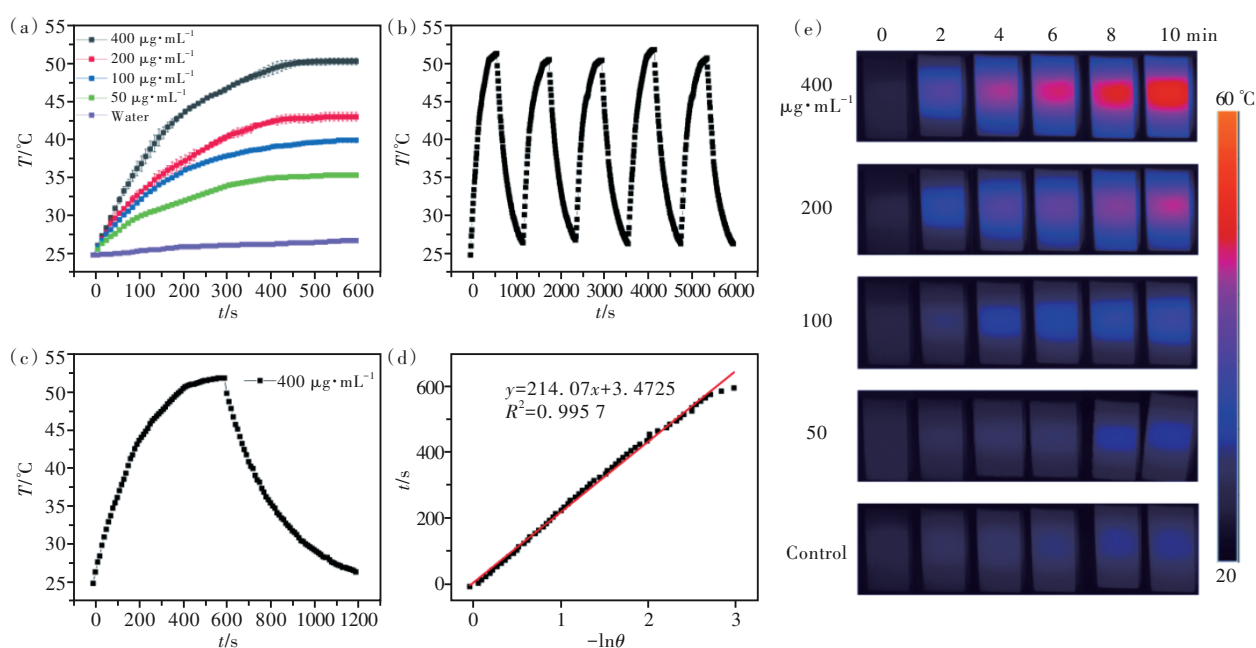 (a)
400 μg·mL⁻¹
200 μg·mL⁻¹
100 μg·mL⁻¹
50 μg·mL⁻¹
Water
55
50
45
40
35
30
25
T/℃
0 100 200 300 400 500 600
t/s
(b)
55
50
45
40
35
30
25
T/℃
0 1000 2000 3000 4000 5000 6000
t/s
(c)
400 μg·mL⁻¹
55
50
45
40
35
30
25
T/℃
0 200 400 600 800 1000 1200
t/s
(d)
y=214.07x+3.4725
R²=0.995 7
600
400
200
0
t/s
0 1 2 3
−lnθ
(e)
0 2 4 6 8 10 min
400
μg·mL⁻¹
200
100
50
Control
60 ℃
20